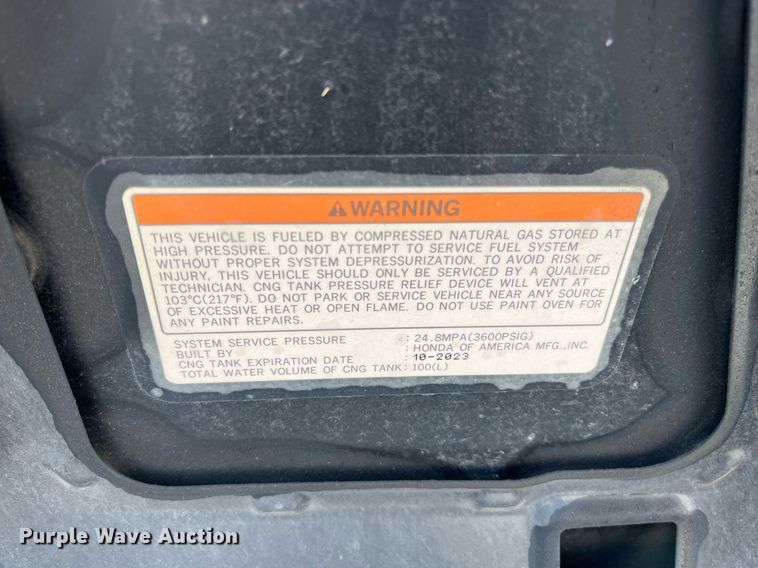 ⚠WARNING
THIS VEHICLE IS FUELED BY COMPRESSED NATURAL GAS STORED AT
HIGH PRESSURE. DO NOT ATTEMPT TO SERVICE FUEL SYSTEM
WITHOUT PROPER SYSTEM DEPRESSURIZATION. TO AVOID RISK OF
INJURY, THIS VEHICLE SHOULD ONLY BE SERVICED BY A QUALIFIED
TECHNICIAN. CNG TANK PRESSURE RELIEF DEVICE WILL VENT AT
103°C(217°F). DO NOT PARK OR SERVICE VEHICLE NEAR ANY SOURCE
OF EXCESSIVE HEAT OR OPEN FLAME. DO NOT USE PAINT OVEN FOR
ANY PAINT REPAIRS.
SYSTEM SERVICE PRESSURE : 24.8MPA(3600PSIG)
BUILT BY : HONDA OF AMERICA MFG.,INC.
CNG TANK EXPIRATION DATE : 10-2023
TOTAL WATER VOLUME OF CNG TANK: 100(L)
Purple Wave Auction